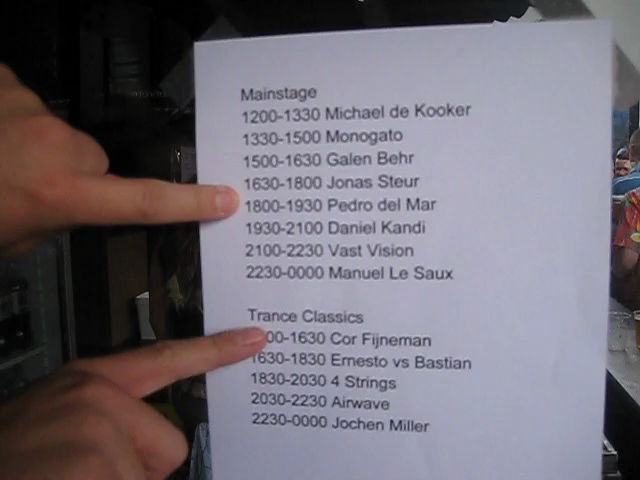 Mainstage
1200-1330 Michael de Kooker
1330-1500 Monogato
1500-1630 Galen Behr
1630-1800 Jonas Steur
1800-1930 Pedro del Mar
1930-2100 Daniel Kandi
2100-2230 Vast Vision
2230-0000 Manuel Le Saux
Trance Classics
00-1630 Cor Fijneman
1630-1830 Ernesto vs Bastian
1830-2030 4 Strings
2030-2230 Airwave
2230-0000 Jochen Miller